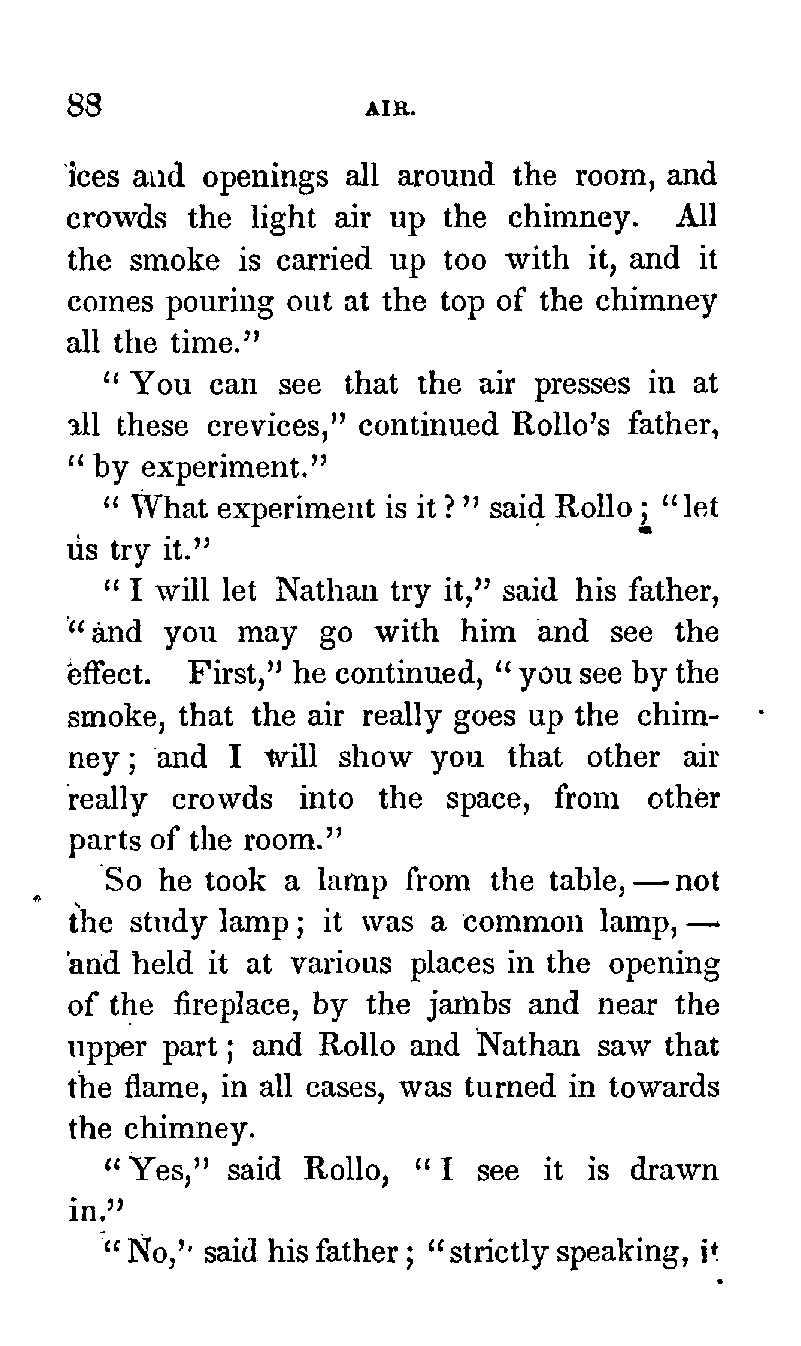 88 AIR.
ices and openings all around the room, and
crowds the light air up the chimney. All
the smoke is carried up too with it, and it
comes pouring out at the top of the chimney
all the time."
" You can see that the air presses in at
all these crevices," continued Rollo's father,
" by experiment."
" What experiment is it ? " said Rollo ; " let
us try it."
" I will let Nathan try it," said his father,
" and you may go with him and see the
effect. First," he continued, " you see by the
smoke, that the air really goes up the chim-
ney ; and I will show you that other air
really crowds into the space, from other
parts of the room."
So he took a lamp from the table, — not
the study lamp ; it was a common lamp, —
and held it at various places in the opening
of the fireplace, by the jambs and near the
upper part ; and Rollo and Nathan saw that
the flame, in all cases, was turned in towards
the chimney.
" Yes," said Rollo, " I see it is drawn
in."
" No," said his father ; " strictly speaking, it